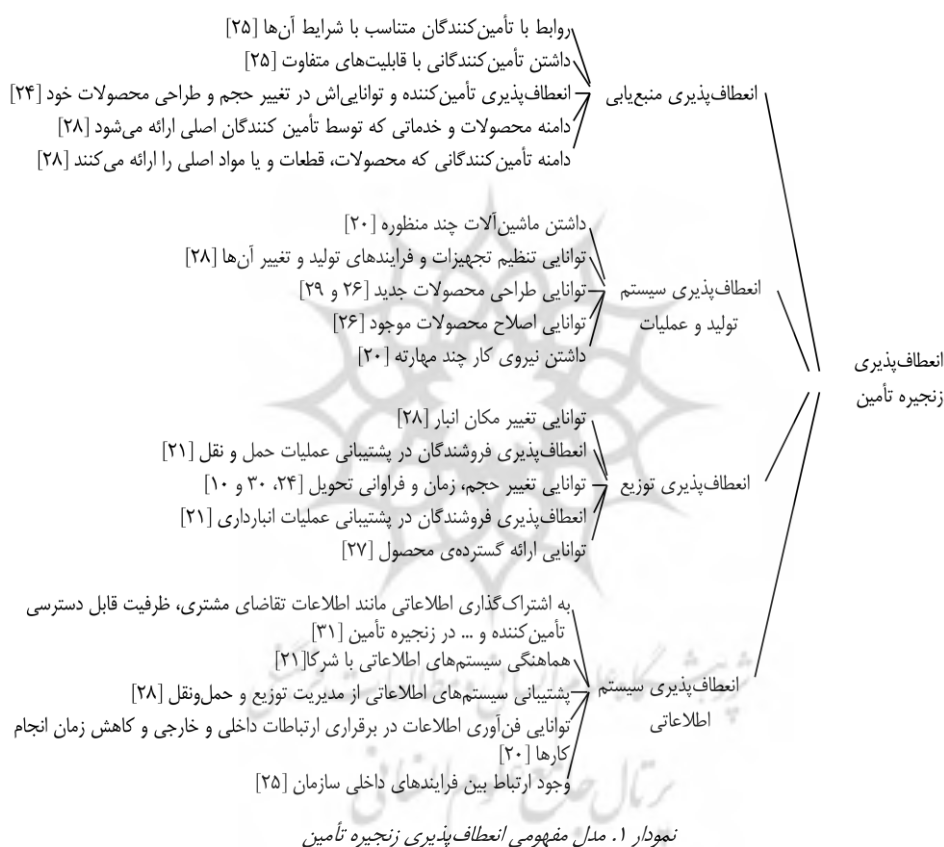 روابط با تأمین‌کنندگان متناسب با شرایط آن‌ها [۲۵]
داشتن تأمین‌کنندگانی با قابلیت‌های متفاوت [۲۵]
انعطاف‌پذیری منبع‌یابی
انعطاف‌پذیری تأمین‌کننده و توانایی‌اش در تغییر حجم و طراحی محصولات خود [۲۴]
دامنه محصولات و خدماتی که توسط تأمین کنندگان اصلی ارائه می‌شود [۲۸]
دامنه تأمین‌کنندگانی که محصولات، قطعات و یا مواد اصلی را ارائه می‌کنند [۲۸]
داشتن ماشین‌آلات چند منظوره [۲۰]
توانایی تنظیم تجهیزات و فرایندهای تولید و تغییر آن‌ها [۲۸]
انعطاف‌پذیری سیستم
تولید و عملیات
توانایی طراحی محصولات جدید [۲۶ و ۲۹]
توانایی اصلاح محصولات موجود [۲۶]
داشتن نیروی کار چند مهارته [۲۰]
انعطاف‌پذیری
زنجیره تأمین
توانایی تغییر مکان انبار [۲۸]
انعطاف‌پذیری فروشندگان در پشتیبانی عملیات حمل و نقل [۲۱]
انعطاف‌پذیری توزیع
توانایی تغییر حجم، زمان و فراوانی تحویل [۲۴، ۳۰ و ۱۰]
انعطاف‌پذیری فروشندگان در پشتیبانی عملیات انبارداری [۲۱]
توانایی ارائه گسترده‌ی محصول [۲۷]
به اشتراک‌گذاری اطلاعاتی مانند اطلاعات تقاضای مشتری، ظرفیت قابل دسترسی
تأمین‌کننده و ... در زنجیره تأمین [۳۱]
هماهنگی سیستم‌های اطلاعاتی با شرکا[۲۱]
انعطاف‌پذیری سیستم
اطلاعاتی
پشتیبانی سیستم‌های اطلاعاتی از مدیریت توزیع و حمل‌ونقل [۲۸]
توانایی فن‌آوری اطلاعات در برقراری ارتباطات داخلی و خارجی و کاهش زمان انجام
کارها [۲۰]
وجود ارتباط بین فرایندهای داخلی سازمان [۲۵]
پرتال جامع علوم انسانی
نمودار ۱. مدل مفهومی انعطاف‌پذیری زنجیره تأمین